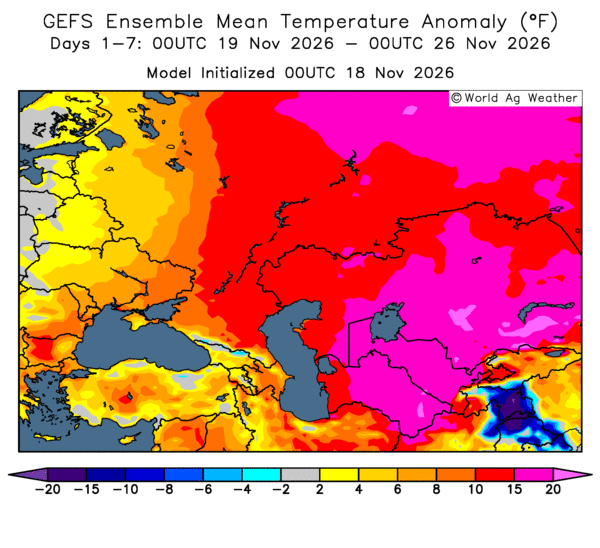 GEFS Ensemble Mean Temperature Anomaly (°F)
Days 1-7: 00UTC 19 Nov 2026 - 00UTC 26 Nov 2026
Model Initialized 00UTC 18 Nov 2026
©World Ag Weather
-20 -15 -10 -8 -6 -4 -2 2 4 6 8 10 15 20